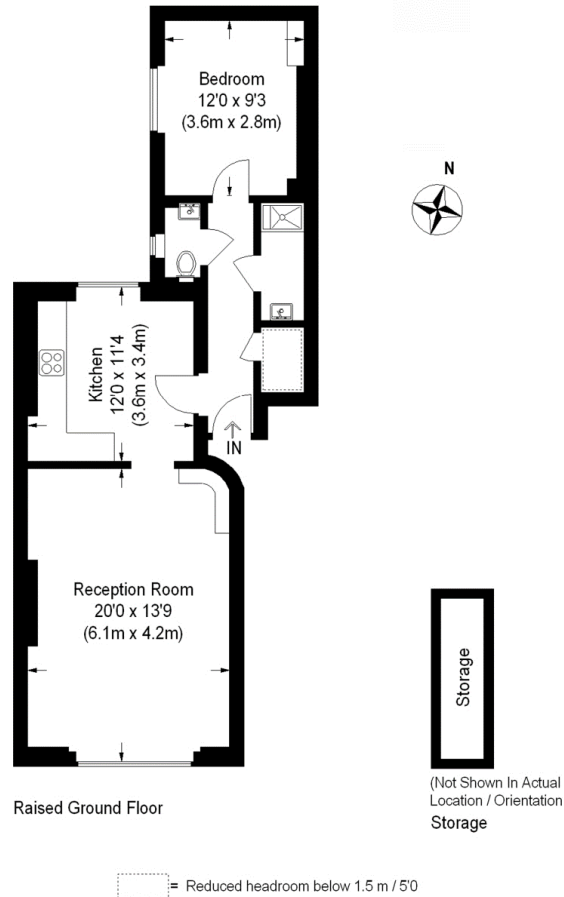 Bedroom
12'0 x 9'3
(3.6m x 2.8m)
N
Kitchen
12'0 x 11'4
(3.6m x 3.4m)
IN
Reception Room
20'0 x 13'9
(6.1m x 4.2m)
Storage
(Not Shown In Actual
Location / Orientation
Storage
Raised Ground Floor
= Reduced headroom below 1.5 m / 5'0